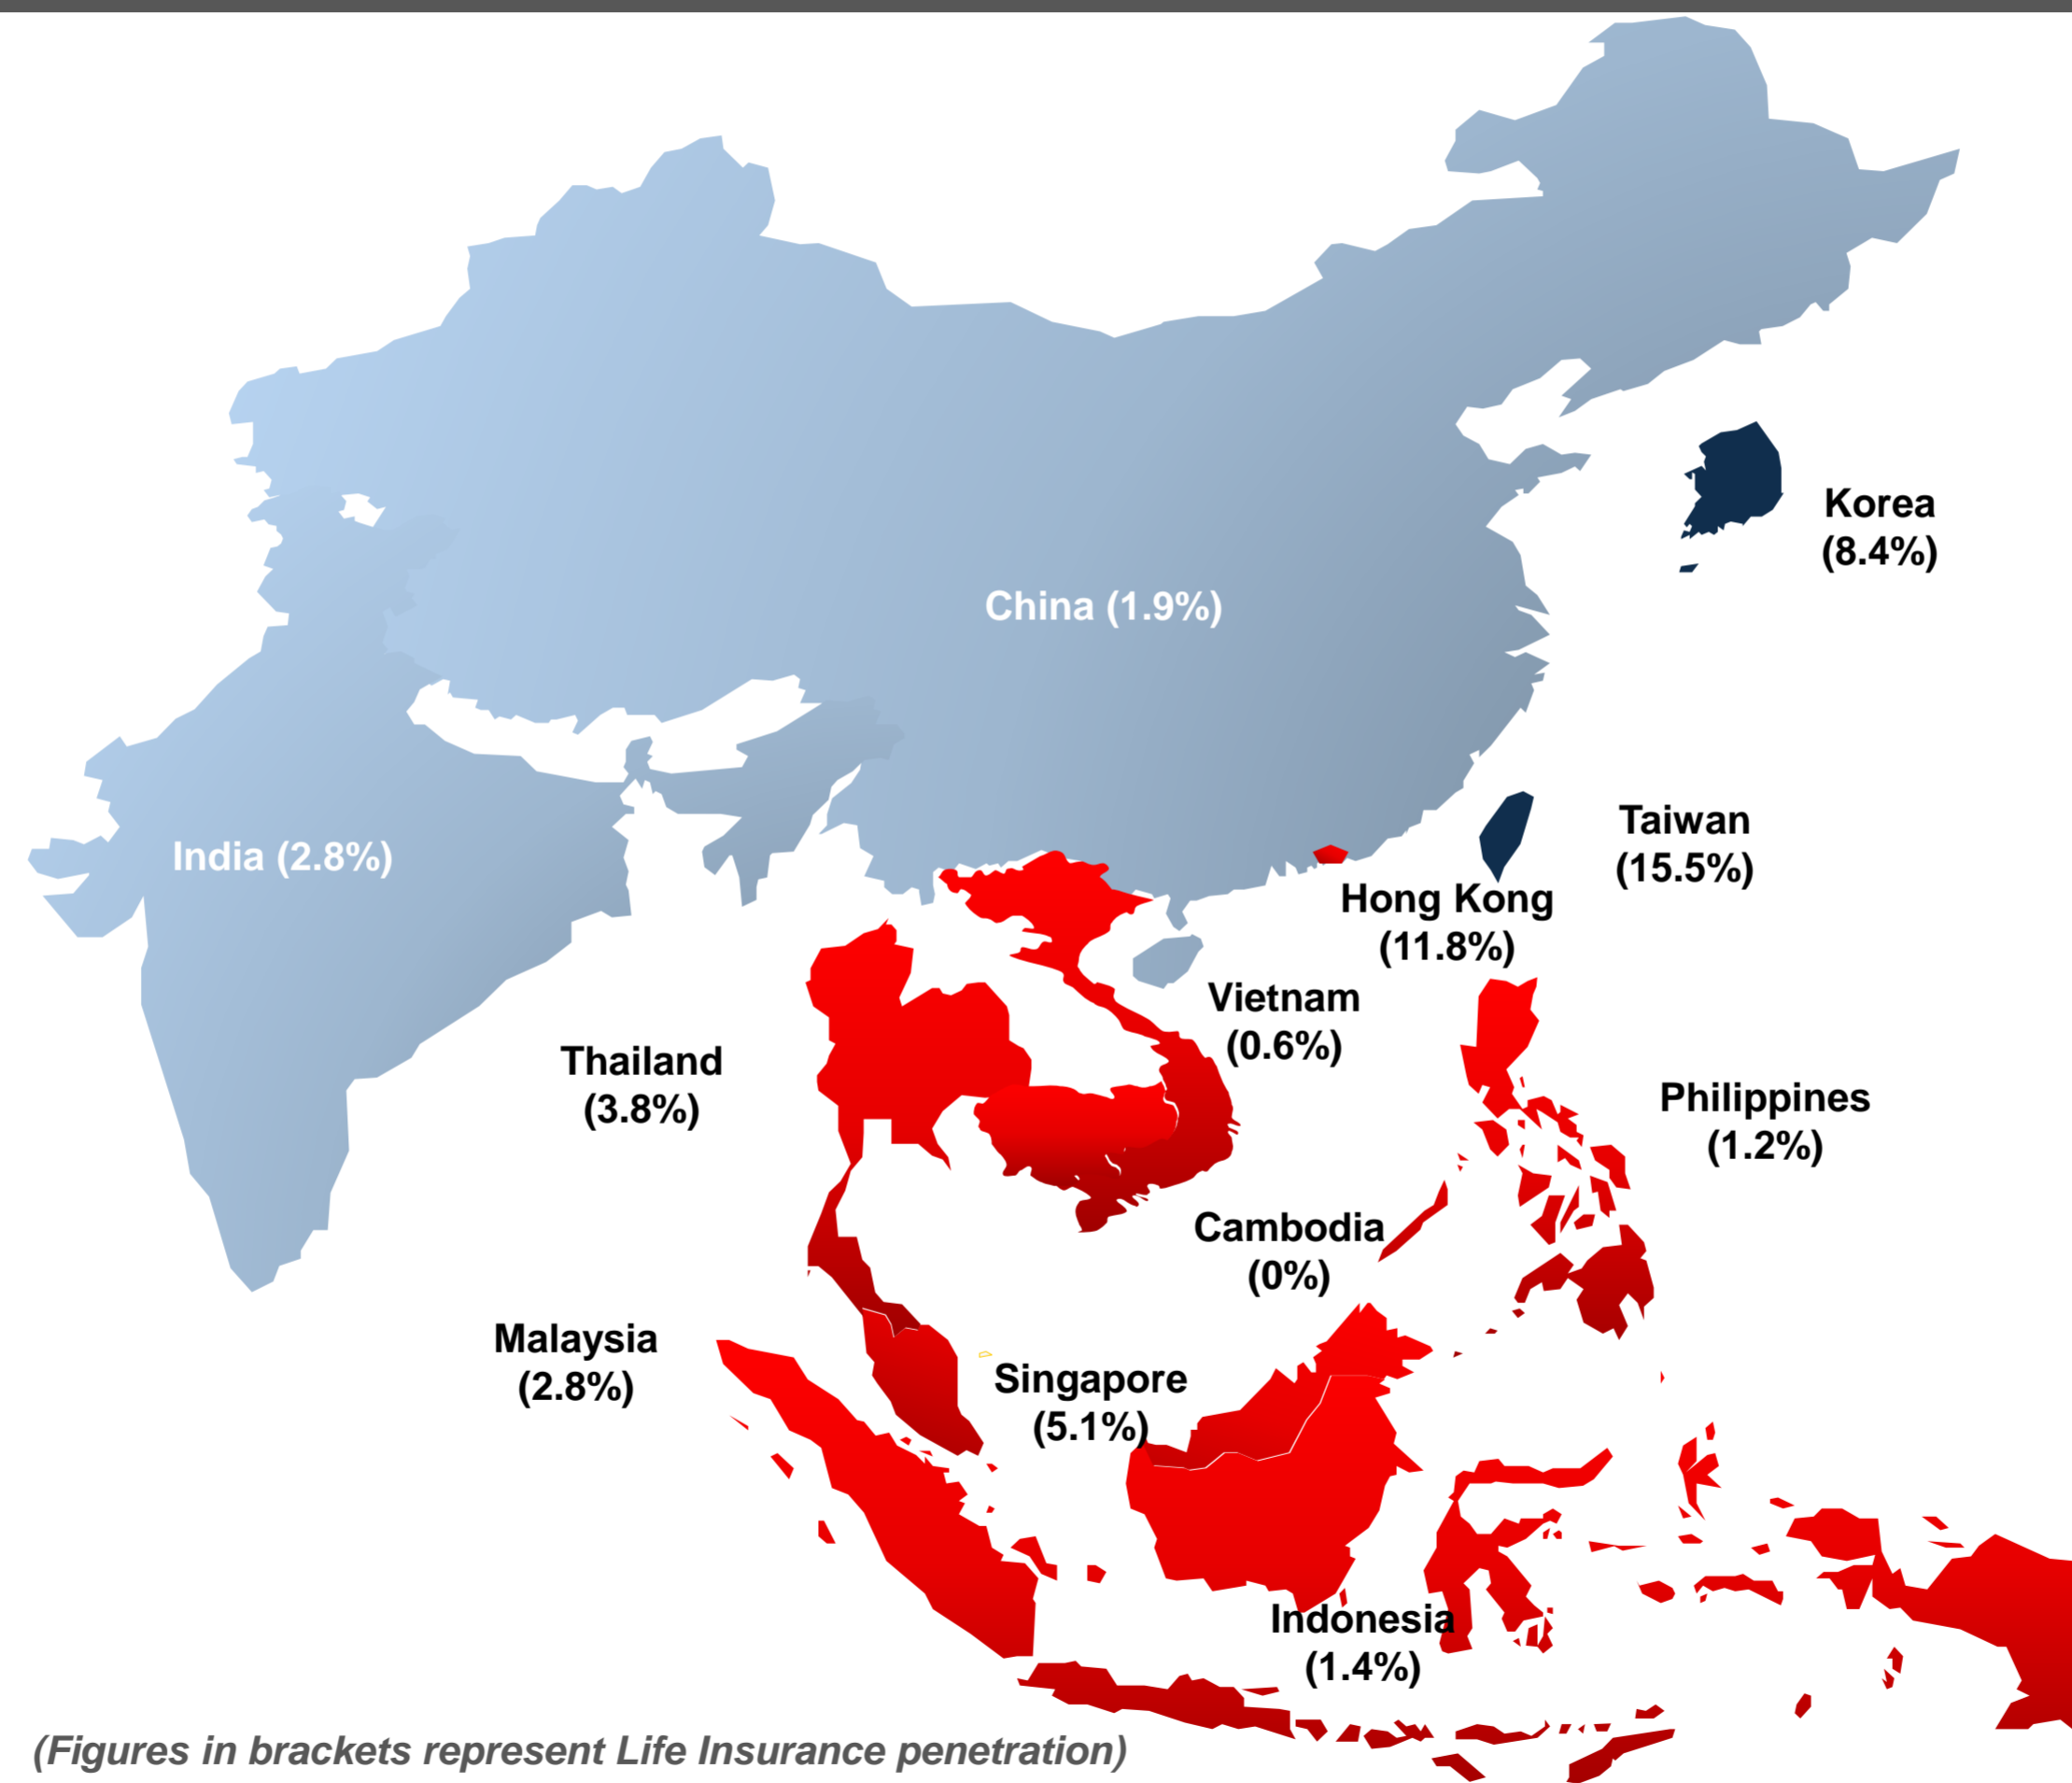 Korea
(8.4%)
China (1.9%)
Taiwan
(15.5%)
India (2.8%)
Hong Kong
(11.8%)
Vietnam
(0.6%)
Thailand
(3.8%)
Philippines
(1.2%)
Cambodia
(0%)
Malaysia
(2.8%)
Singapore
(5.1%)
Indonesia
(1.4%)
(Figures in brackets represent Life Insurance penetration)